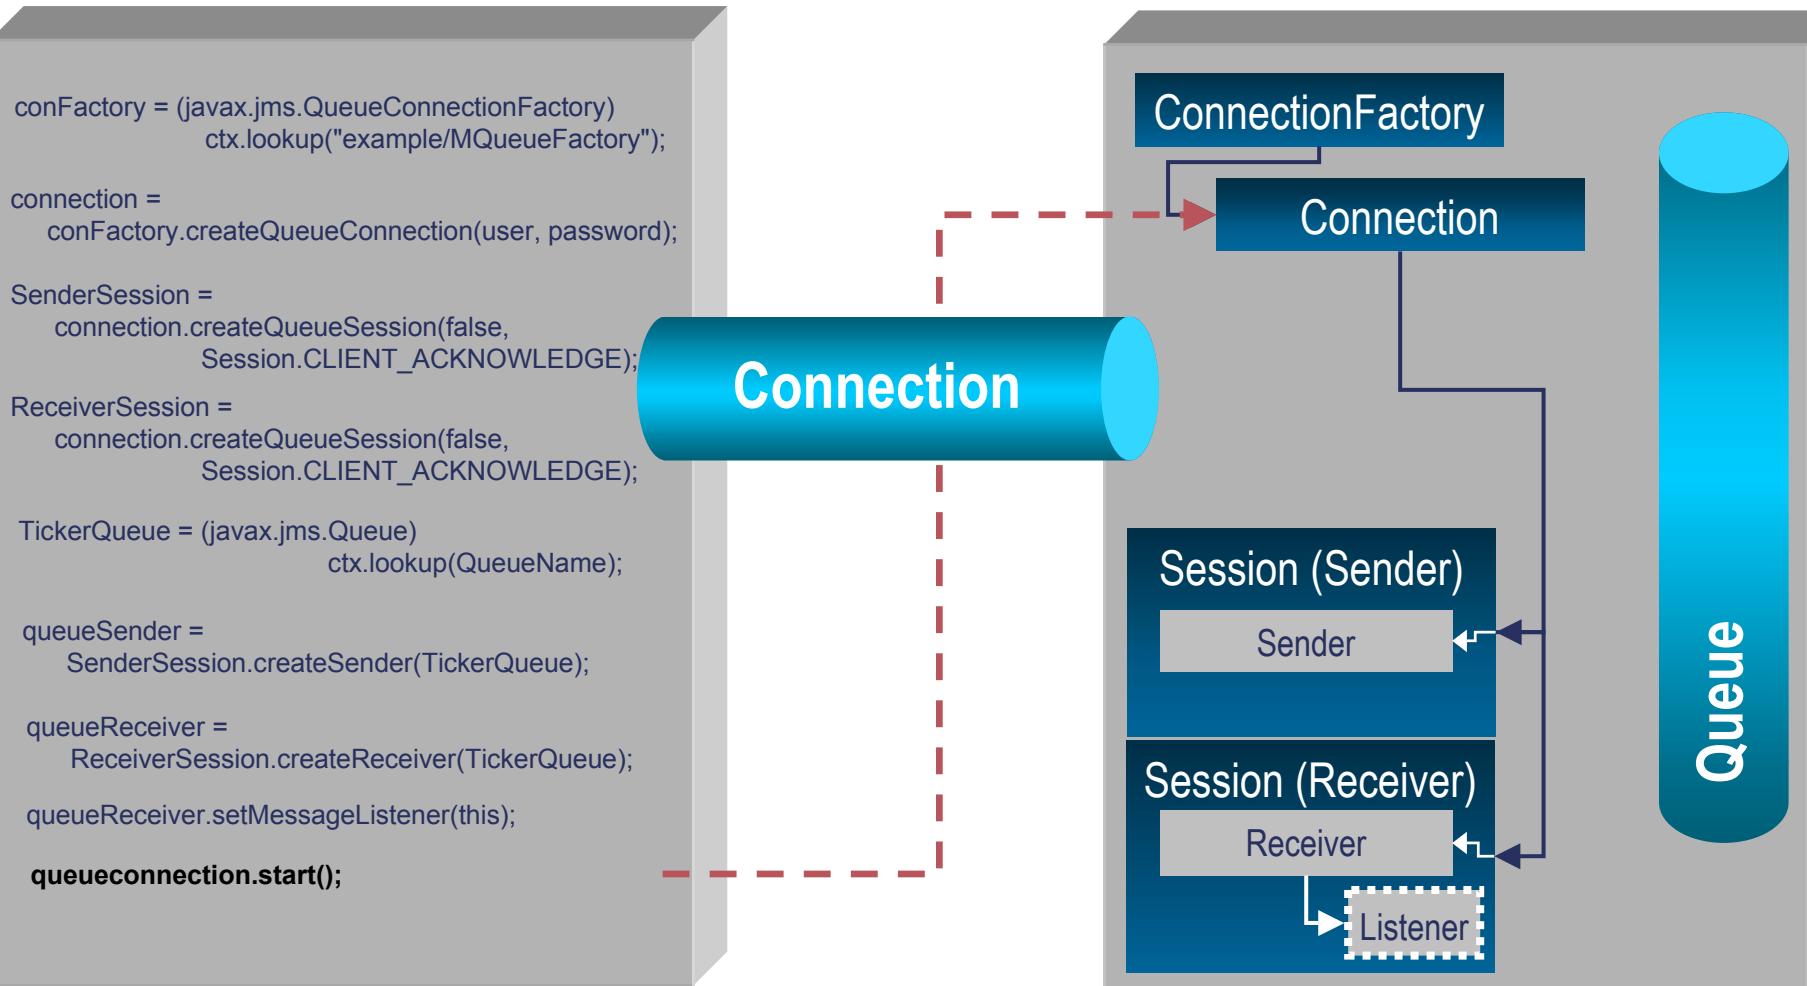 conFactory = (javax.jms.QueueConnectionFactory)
ctx.lookup("example/MQueueFactory");
connection =
conFactory.createQueueConnection(user, password);
SenderSession =
connection.createQueueSession(false,
Session.CLIENT_ACKNOWLEDGE);
ReceiverSession =
connection.createQueueSession(false,
Session.CLIENT_ACKNOWLEDGE);
TickerQueue = (javax.jms.Queue)
ctx.lookup(QueueName);
queueSender =
SenderSession.createSender(TickerQueue);
queueReceiver =
ReceiverSession.createReceiver(TickerQueue);
queueReceiver.setMessageListener(this);
queueconnection.start();
Connection
ConnectionFactory
Connection
Session (Sender)
Sender
Session (Receiver)
Receiver
Listener
Queue